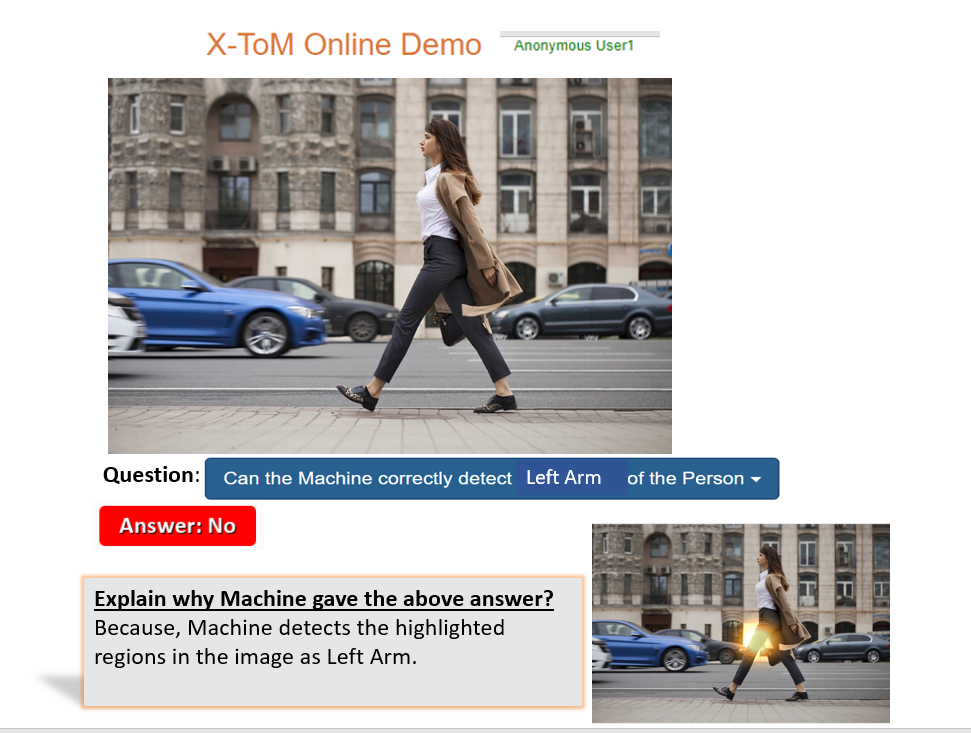 X-ToM Online Demo
Anonymous User1
Question: Can the Machine correctly detect Left Arm of the Person
Answer: No
Explain why Machine gave the above answer?
Because, Machine detects the highlighted
regions in the image as Left Arm.